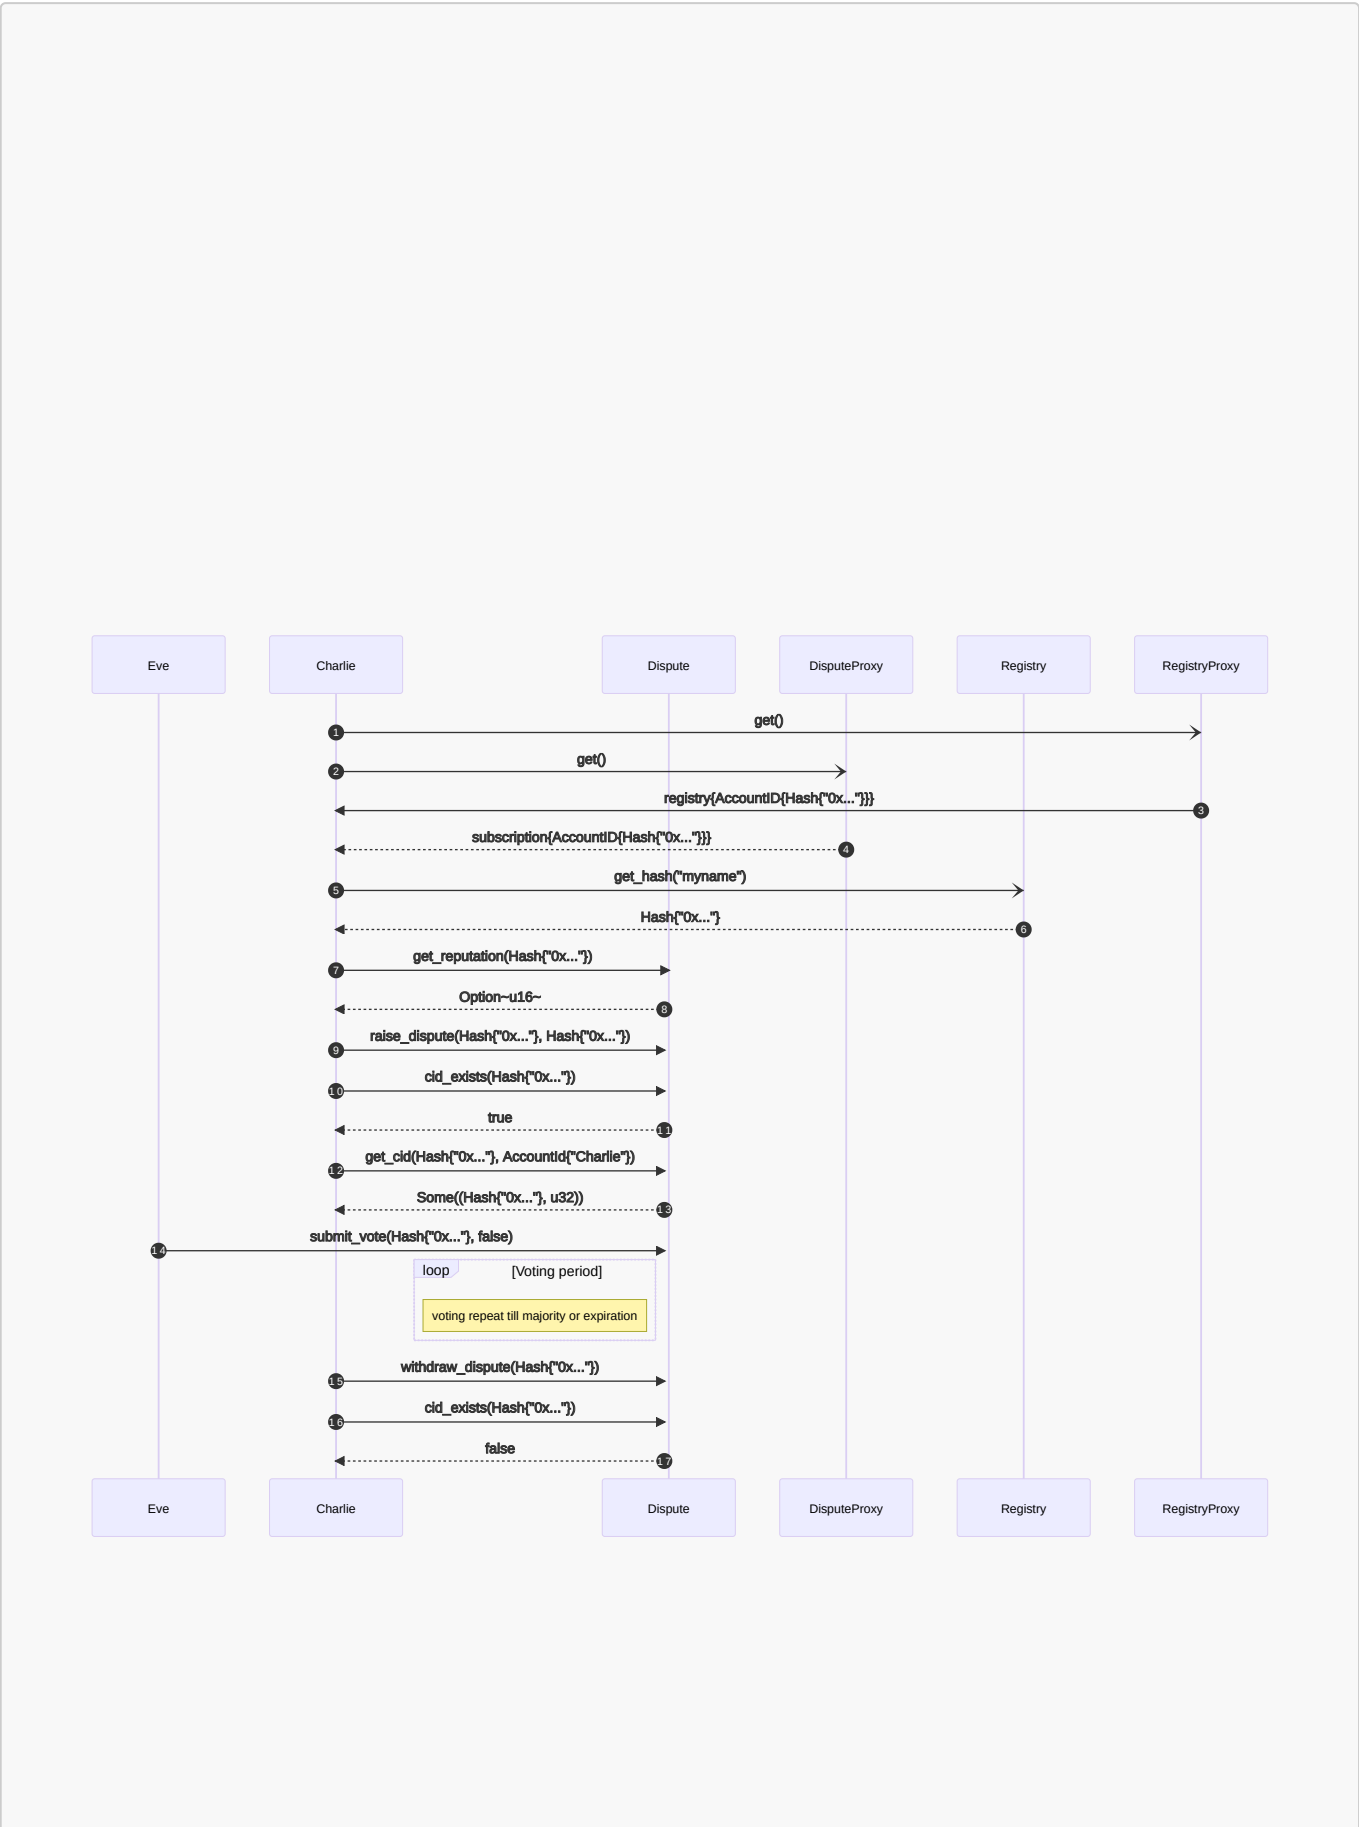 Eve
Charlie
Dispute
DisputeProxy
Registry
RegistryProxy
get()
1
get()
2
registry{AccountID{Hash{"0x..."}}}
3
subscription{AccountID{Hash{"0x..."}}}
4
get_hash("myname")
5
Hash{"0x..."}
6
get_reputation(Hash{"0x..."})
7
Option~u16~
8
raise_dispute(Hash{"0x..."}, Hash{"0x..."})
9
cid_exists(Hash{"0x..."})
10
true
11
get_cid(Hash{"0x..."}, AccountId{"Charlie"})
12
Some((Hash{"0x..."}, u32))
13
submit_vote(Hash{"0x..."}, false)
14
loop
[Voting period]
voting repeat till majority or expiration
withdraw_dispute(Hash{"0x..."})
15
cid_exists(Hash{"0x..."})
16
false
17
Eve
Charlie
Dispute
DisputeProxy
Registry
RegistryProxy